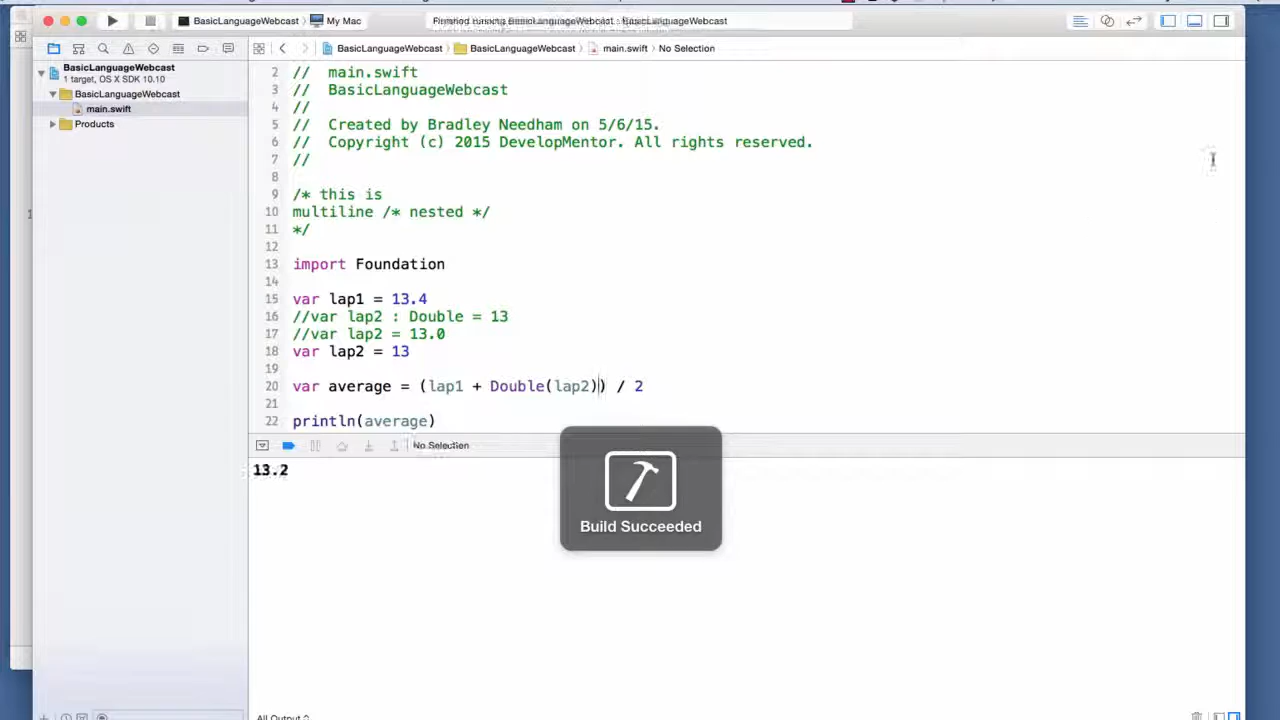 BasicLanguageWebcast My Mac Finished running BasicLanguageWebcast : BasicLanguageWebcast
BasicLanguageWebcast BasicLanguageWebcast main.swift No Selection
BasicLanguageWebcast
1 target, OS X SDK 10.10
BasicLanguageWebcast
main.swift
Products
2 // main.swift
3 // BasicLanguageWebcast
4 //
5 // Created by Bradley Needham on 5/6/15.
6 // Copyright (c) 2015 DevelopMentor. All rights reserved.
7 //
8
9 /* this is
10 multiline /* nested */
11 */
12
13 import Foundation
14
15 var lap1 = 13.4
16 //var lap2 : Double = 13
17 //var lap2 = 13.0
18 var lap2 = 13
19
20 var average = (lap1 + Double(lap2)) / 2
21
22 println(average)
No Selection
13.2
Build Succeeded
All Output